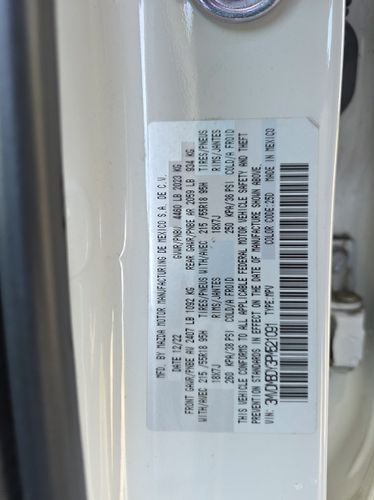 MFD. BY MAZDA MOTOR MANUFACTURING DE MEXICO S.A. DE C.V.
DATE 12/22 GWVR/PNBV 4460 LB 2023 KG
FRONT GAWR/PNBE AV 2407 LB 1092 KG REAR GAWR/PNBE AR 2059 LB 934 KG
WITH/AVEC 215 /55R18 95H TIRES/PNEUS WITH/AVEC 215 /55R18 95H TIRES/PNEUS
18X7J RIMS/JANTES 18X7J RIMS/JANTES
260 KPA/38 PSI COLD/A FROID 250 KPA/36 PSI COLD/A FROID
THIS VEHICLE CONFORMS TO ALL APPLICABLE FEDERAL MOTOR VEHICLE SAFETY AND THEFT
PREVENTION STANDARDS IN EFFECT ON THE DATE OF MANUFACTURE SHOWN ABOVE.
TYPE:MPV COLOR CODE:25D MADE IN MEXICO